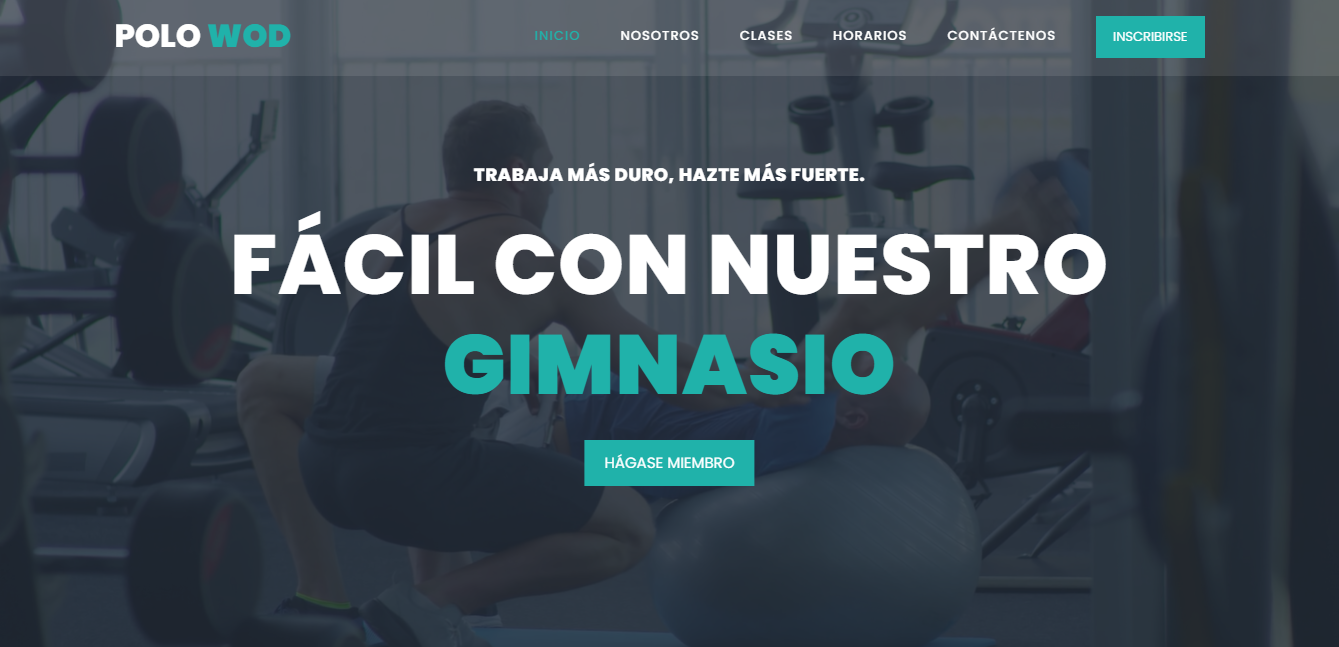 POLO WOD
INICIO NOSOTROS CLASES HORARIOS CONTÁCTENOS INSCRIBIRSE
TRABAJA MÁS DURO, HAZTE MÁS FUERTE.
FÁCIL CON NUESTRO
GIMNASIO
HÁGASE MIEMBRO